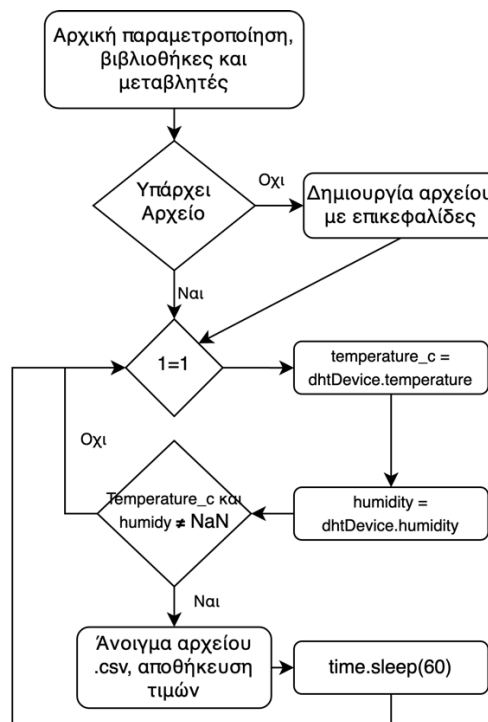 Αρχική παραμετροποίηση,
βιβλιοθήκες και
μεταβλητές
Υπάρχει
Αρχείο
Οχι
Δημιουργία αρχείου
με επικεφαλίδες
Ναι
1=1
temperature_c =
dhtDevice.temperature
Οχι
Temperature_c και
humidy ≠ NaN
humidity =
dhtDevice.humidity
Ναι
Άνοιγμα αρχείου
.csv, αποθήκευση
τιμών
time.sleep(60)